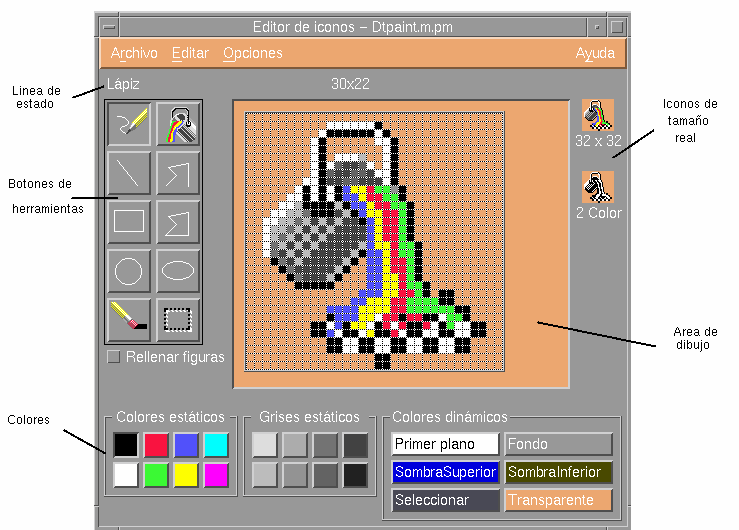 Editor de iconos – Dtpaint.m.pm
Archivo Editar Opciones Ayuda
Lápiz 30x22
Linea de
estado
Iconos de
tamaño
real
32 x 32
Botones de
herramientas
2 Color
Area de
dibujo
Rellenar figuras
Colores
Colores estáticos
Grises estáticos
Colores dinámicos
Primer plano
Fondo
SombraSuperior
SombraInferior
Seleccionar
Transparente